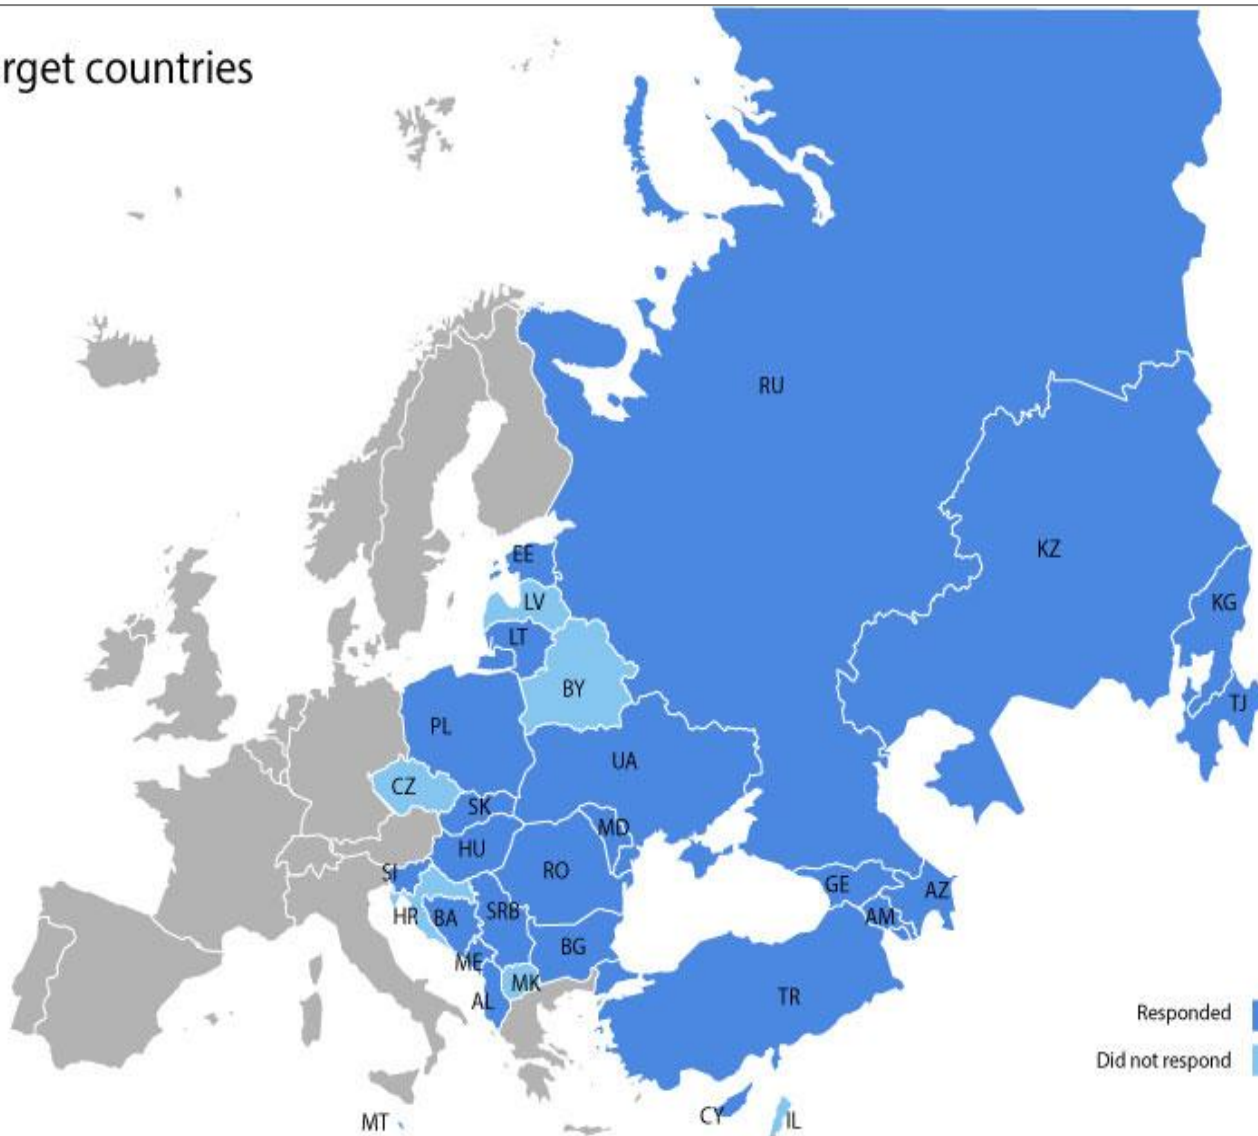 rget countries
RU
KZ
EE
KG
LV
LT
BY
TJ
PL
UA
CZ
SK
MD
HU
RO
SI
GE
AZ
HR
BA
SRB
AM
BG
ME
MK
AL
TR
Responded
Did not respond
MT
CY
IL